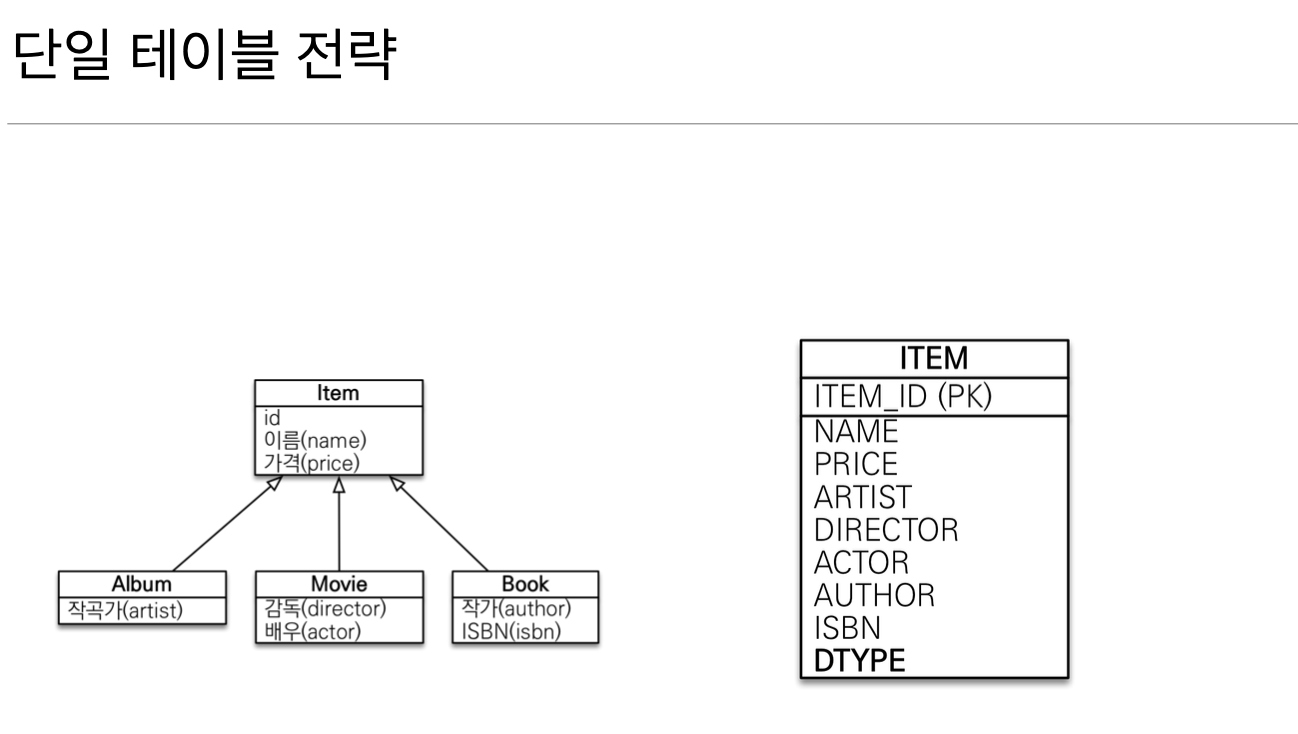 단일 테이블 전략
Item
id
이름(name)
가격(price)
Album
작곡가(artist)
Movie
감독(director)
배우(actor)
Book
작가(author)
ISBN(isbn)
ITEM
ITEM_ID (PK)
NAME
PRICE
ARTIST
DIRECTOR
ACTOR
AUTHOR
ISBN
DTYPE